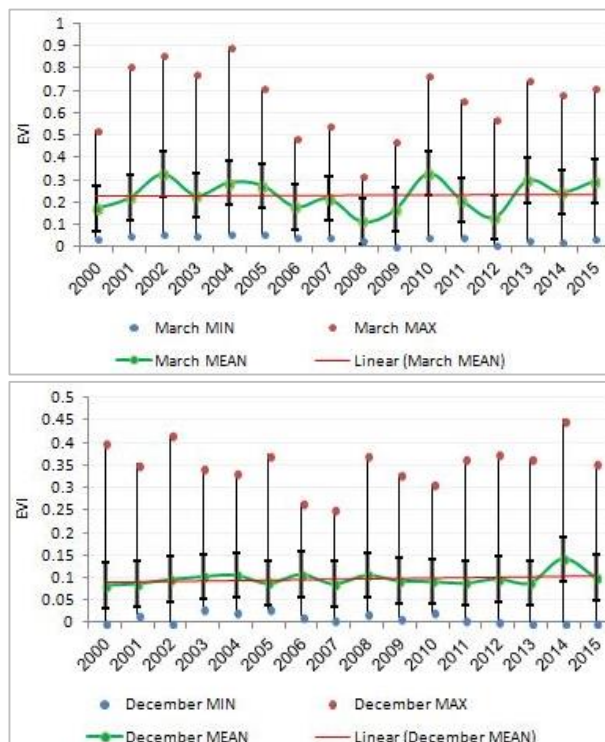 1
0.9
0.8
0.7
0.6
0.5
0.4
0.3
0.2
0.1
0
EVI
2000 2001 2002 2003 2004 2005 2006 2007 2008 2009 2010 2011 2012 2013 2014 2015
March MIN March MAX
March MEAN Linear (March MEAN)
0.5
0.45
0.4
0.35
0.3
0.25
0.2
0.15
0.1
0.05
0
EVI
2000 2001 2002 2003 2004 2005 2006 2007 2008 2009 2010 2011 2012 2013 2014 2015
December MIN December MAX
December MEAN Linear (December MEAN)